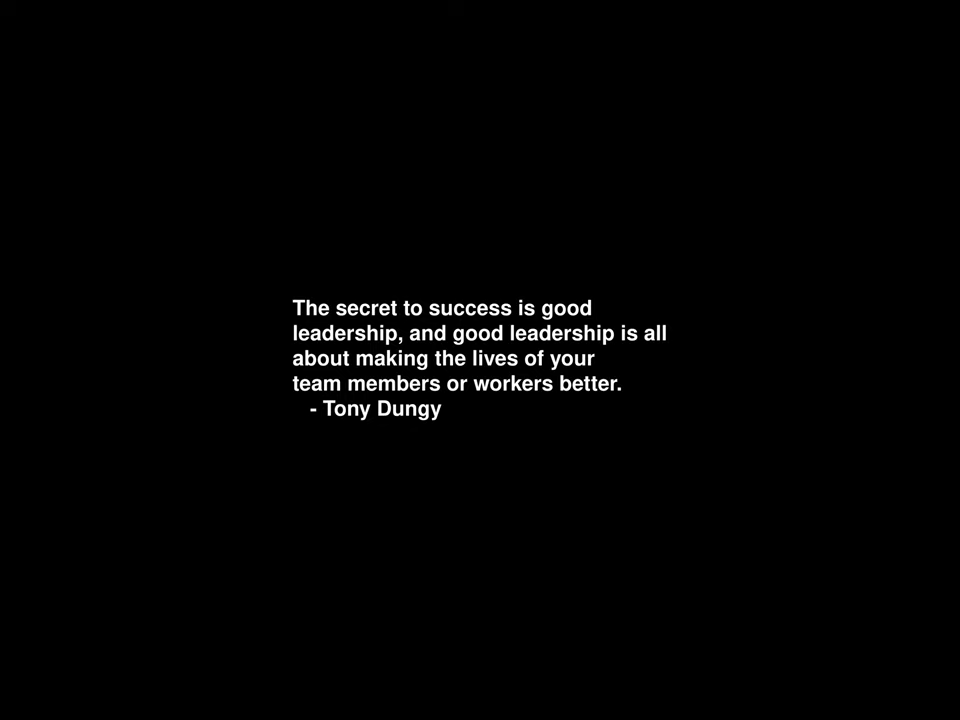 The secret to success is good
leadership, and good leadership is all
about making the lives of your
team members or workers better.
- Tony Dungy